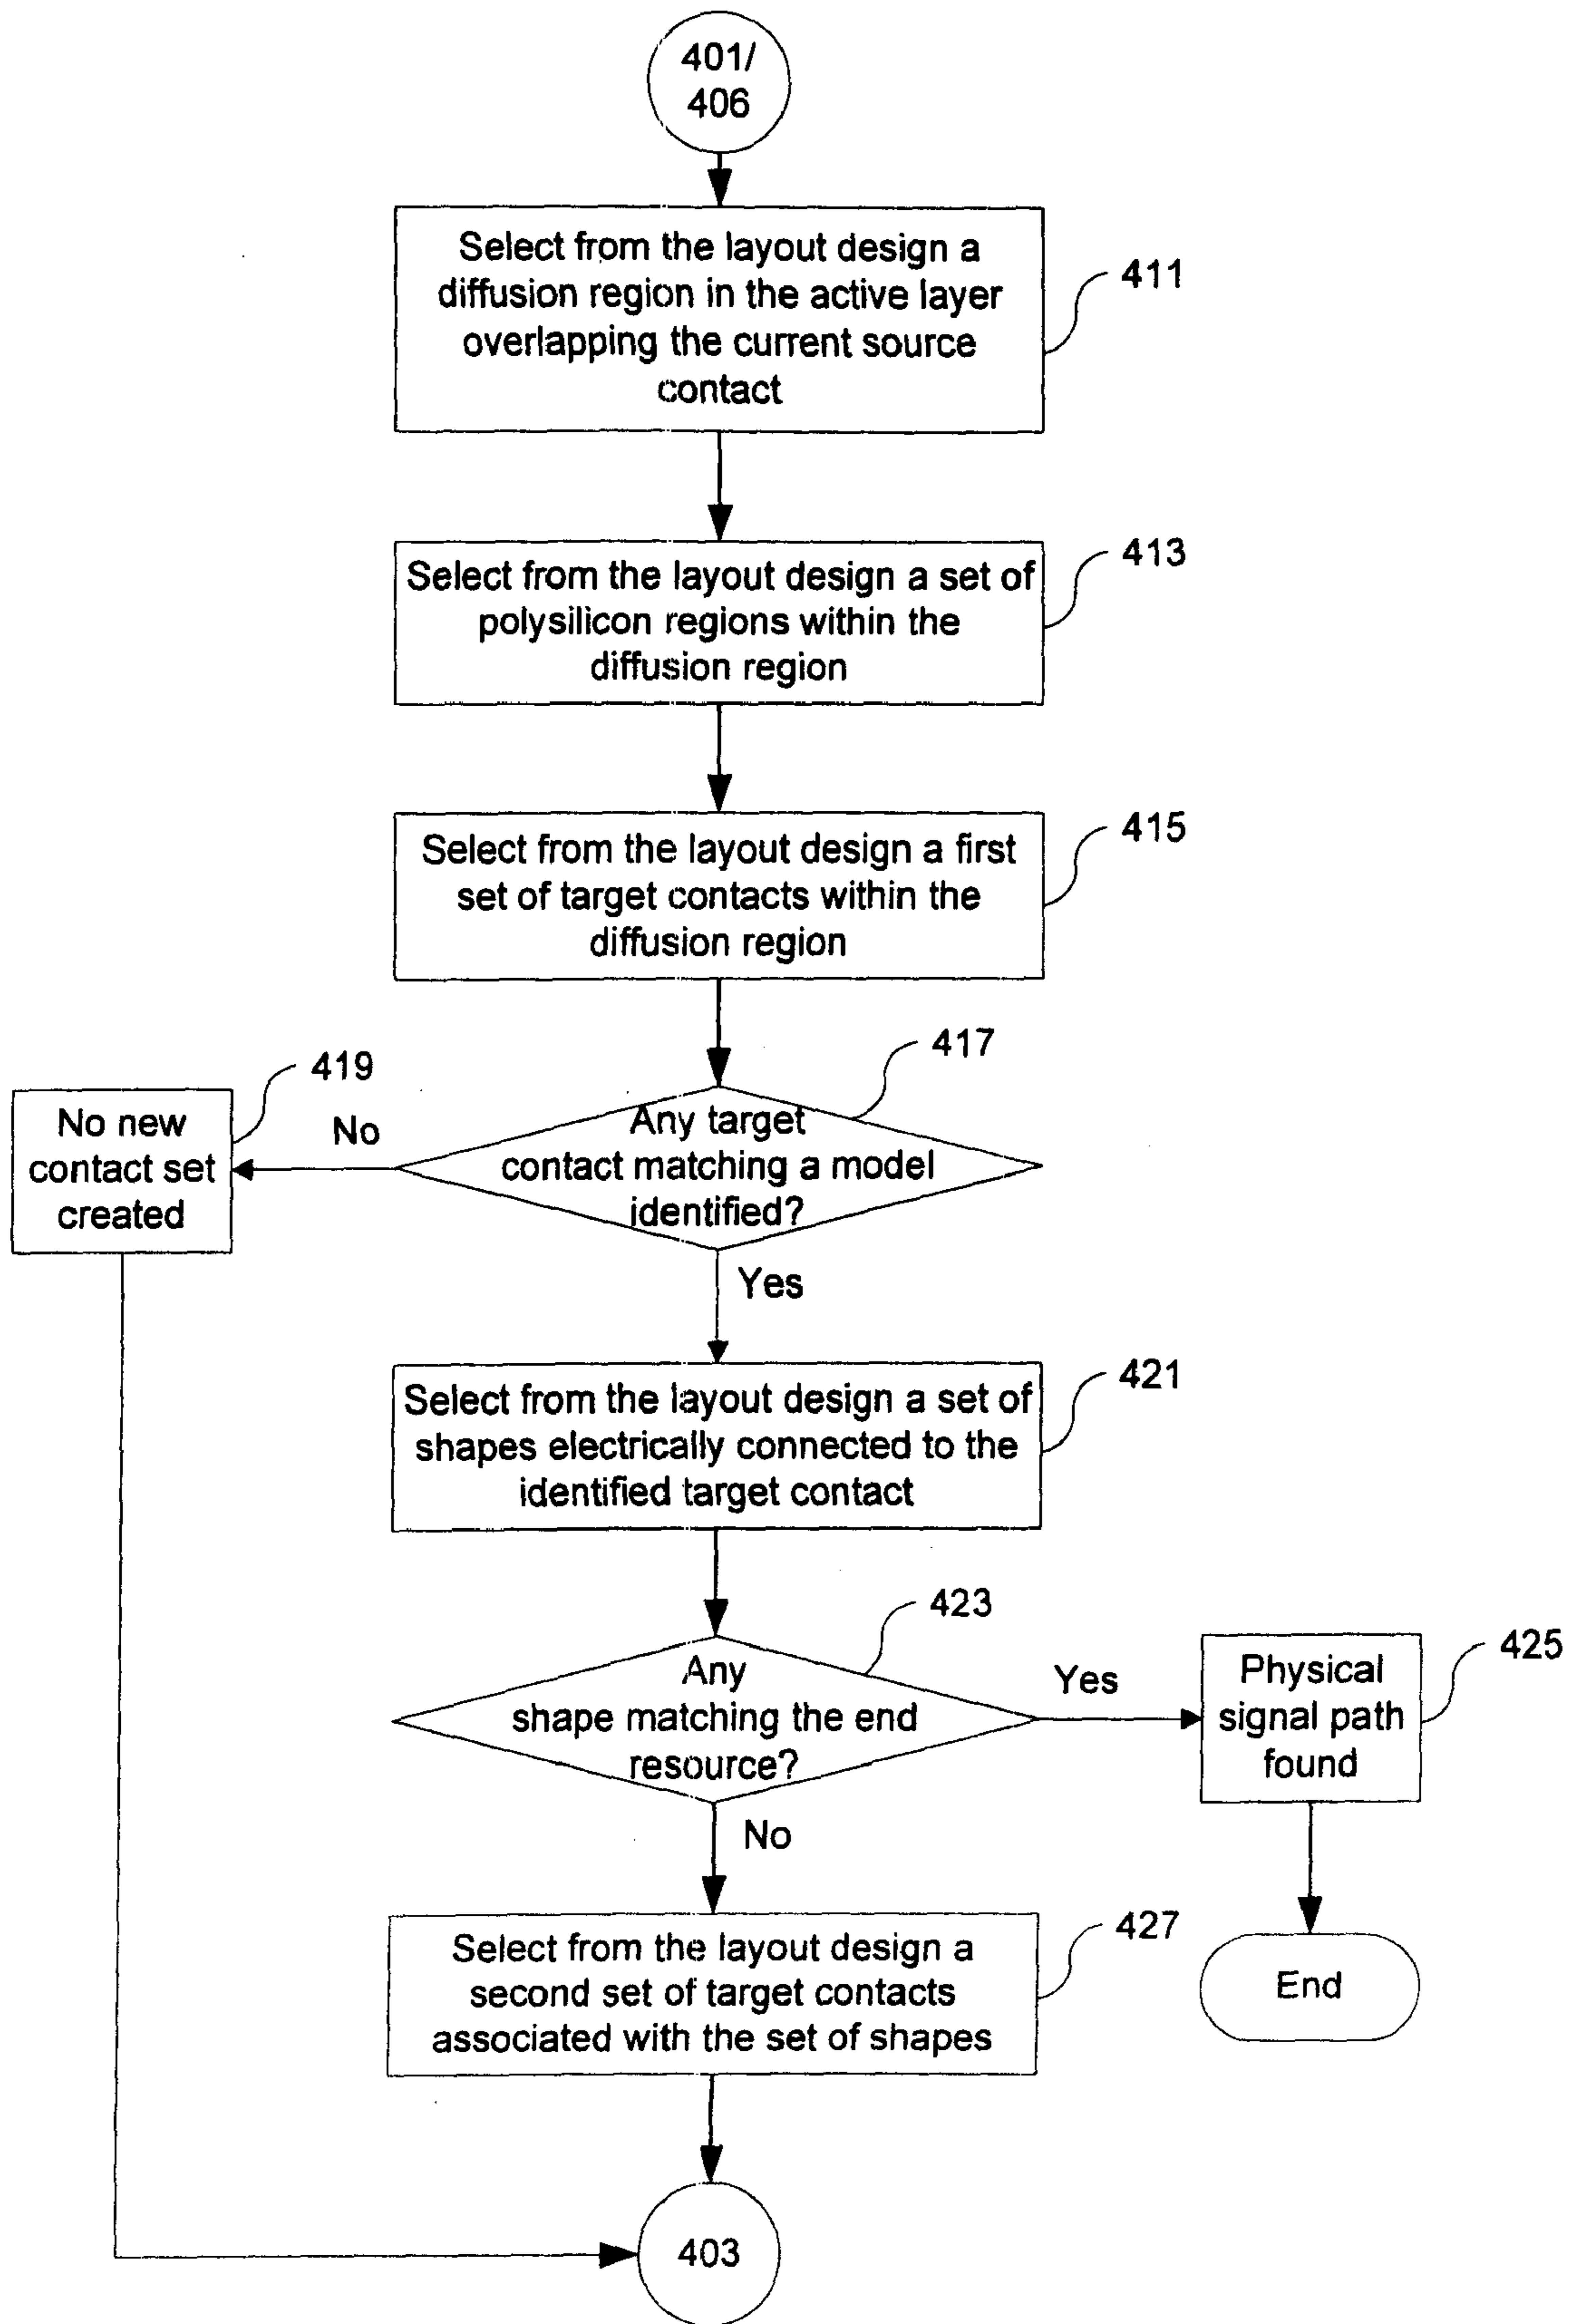 401/
406
Select from the layout design a
diffusion region in the active layer
overlapping the current source
contact
411
Select from the layout design a set of
polysilicon regions within the
diffusion region
413
Select from the layout design a first
set of target contacts within the
diffusion region
415
417
Any target
contact matching a model
identified?
No
419
No new
contact set
created
Yes
Select from the layout design a set of
shapes electrically connected to the
identified target contact
421
423
Any
shape matching the end
resource?
Yes
Physical
signal path
found
425
No
Select from the layout design a
second set of target contacts
associated with the set of shapes
427
End
403